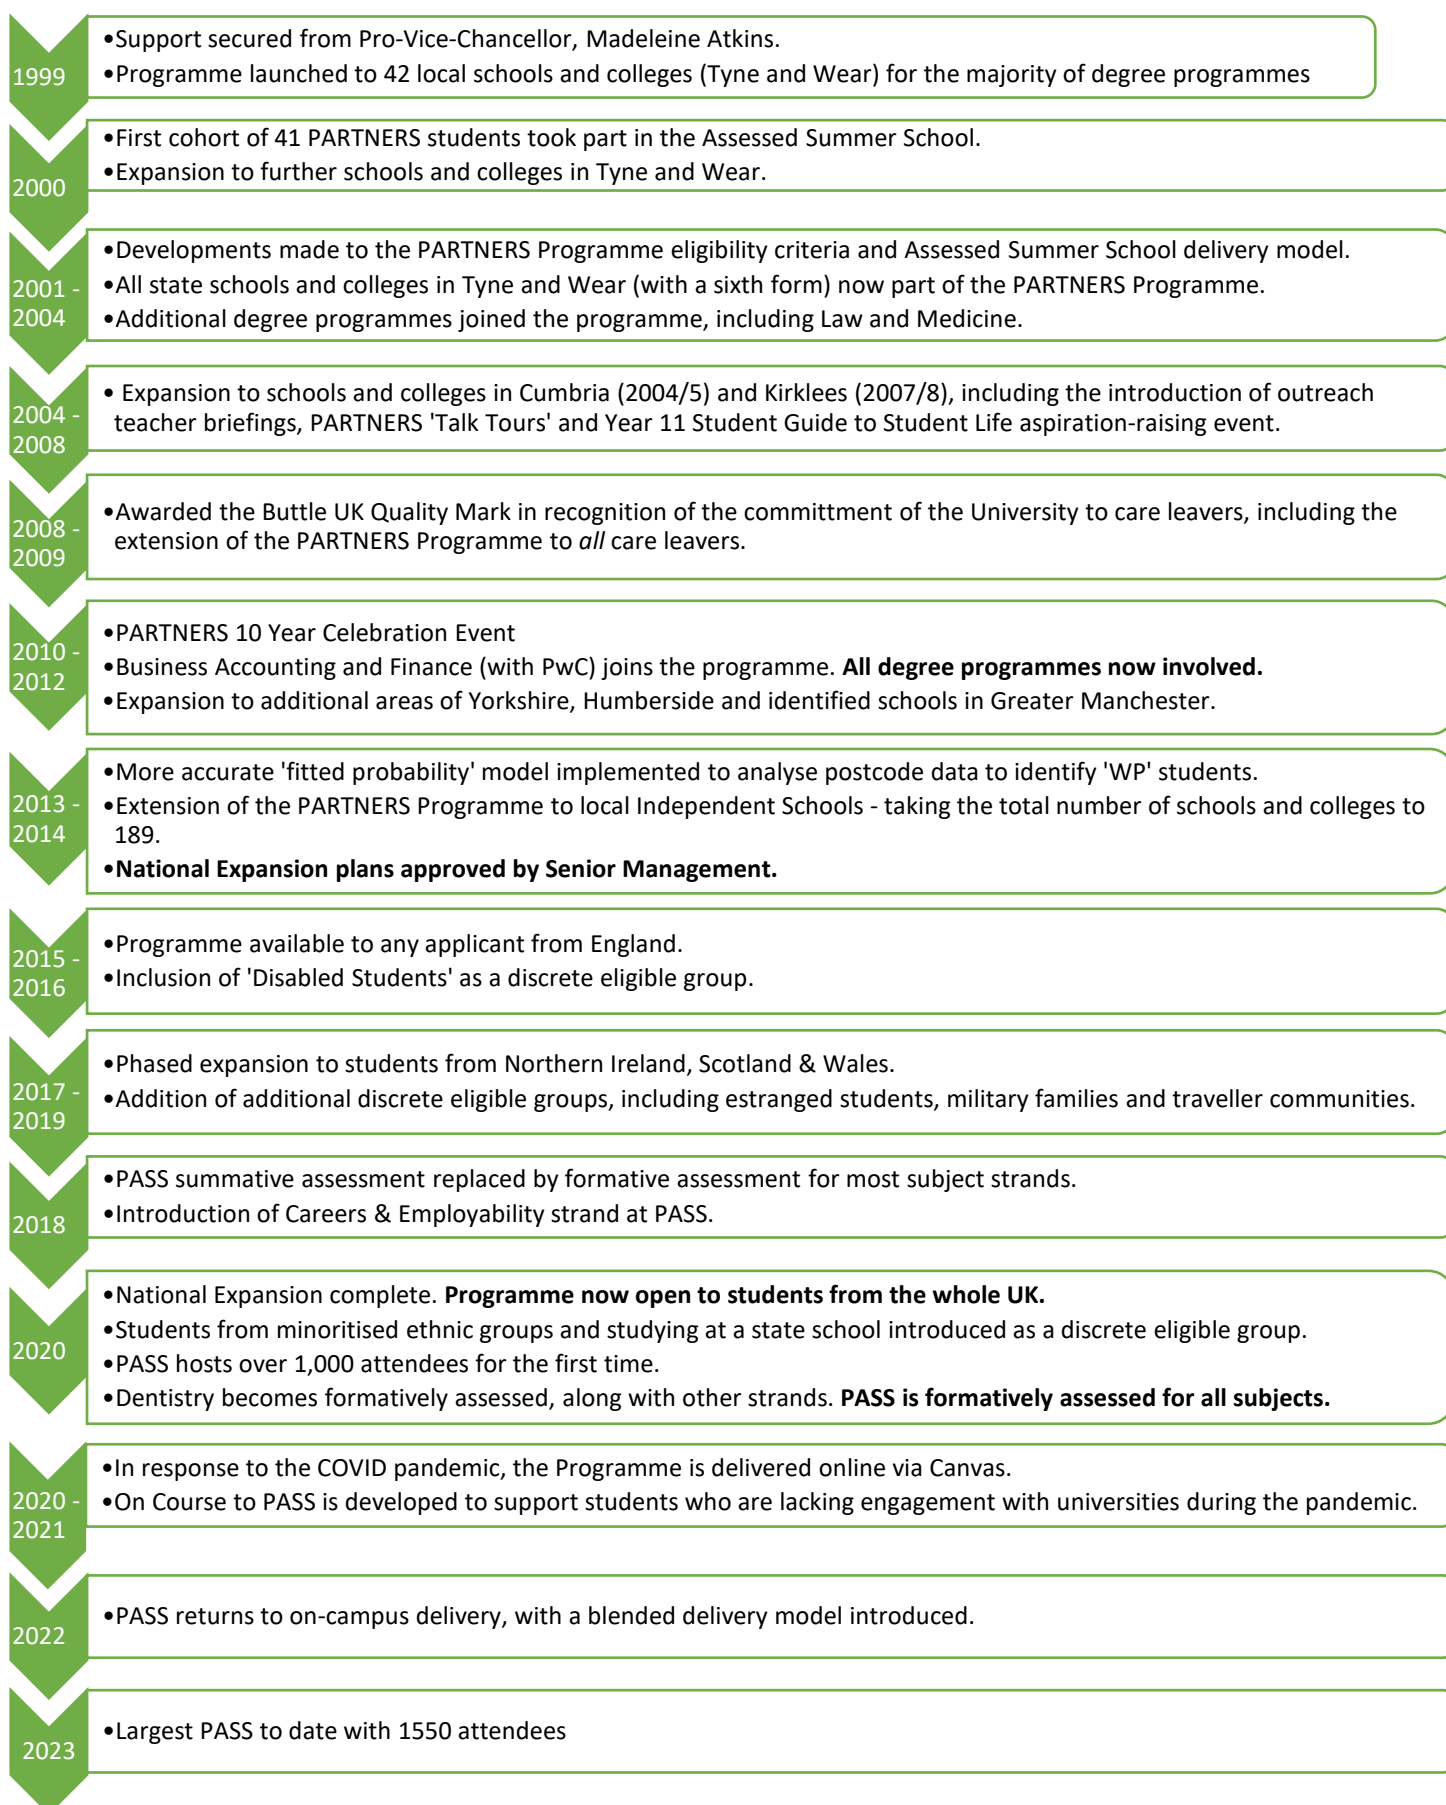 1999
•Support secured from Pro-Vice-Chancellor, Madeleine Atkins.
•Programme launched to 42 local schools and colleges (Tyne and Wear) for the majority of degree programmes
2000
•First cohort of 41 PARTNERS students took part in the Assessed Summer School.
•Expansion to further schools and colleges in Tyne and Wear.
2001 -
2004
•Developments made to the PARTNERS Programme eligibility criteria and Assessed Summer School delivery model.
•All state schools and colleges in Tyne and Wear (with a sixth form) now part of the PARTNERS Programme.
•Additional degree programmes joined the programme, including Law and Medicine.
2004 -
2008
• Expansion to schools and colleges in Cumbria (2004/5) and Kirklees (2007/8), including the introduction of outreach
teacher briefings, PARTNERS 'Talk Tours' and Year 11 Student Guide to Student Life aspiration-raising event.
2008 -
2009
•Awarded the Buttle UK Quality Mark in recognition of the committment of the University to care leavers, including the
extension of the PARTNERS Programme to all care leavers.
2010 -
2012
•PARTNERS 10 Year Celebration Event
•Business Accounting and Finance (with PwC) joins the programme. All degree programmes now involved.
•Expansion to additional areas of Yorkshire, Humberside and identified schools in Greater Manchester.
2013 -
2014
•More accurate 'fitted probability' model implemented to analyse postcode data to identify 'WP' students.
•Extension of the PARTNERS Programme to local Independent Schools - taking the total number of schools and colleges to
189.
•National Expansion plans approved by Senior Management.
2015 -
2016
•Programme available to any applicant from England.
•Inclusion of 'Disabled Students' as a discrete eligible group.
2017 -
2019
•Phased expansion to students from Northern Ireland, Scotland & Wales.
•Addition of additional discrete eligible groups, including estranged students, military families and traveller communities.
2018
•PASS summative assessment replaced by formative assessment for most subject strands.
•Introduction of Careers & Employability strand at PASS.
2020
•National Expansion complete. Programme now open to students from the whole UK.
•Students from minoritised ethnic groups and studying at a state school introduced as a discrete eligible group.
•PASS hosts over 1,000 attendees for the first time.
•Dentistry becomes formatively assessed, along with other strands. PASS is formatively assessed for all subjects.
2020 -
2021
•In response to the COVID pandemic, the Programme is delivered online via Canvas.
•On Course to PASS is developed to support students who are lacking engagement with universities during the pandemic.
2022
•PASS returns to on-campus delivery, with a blended delivery model introduced.
2023
•Largest PASS to date with 1550 attendees